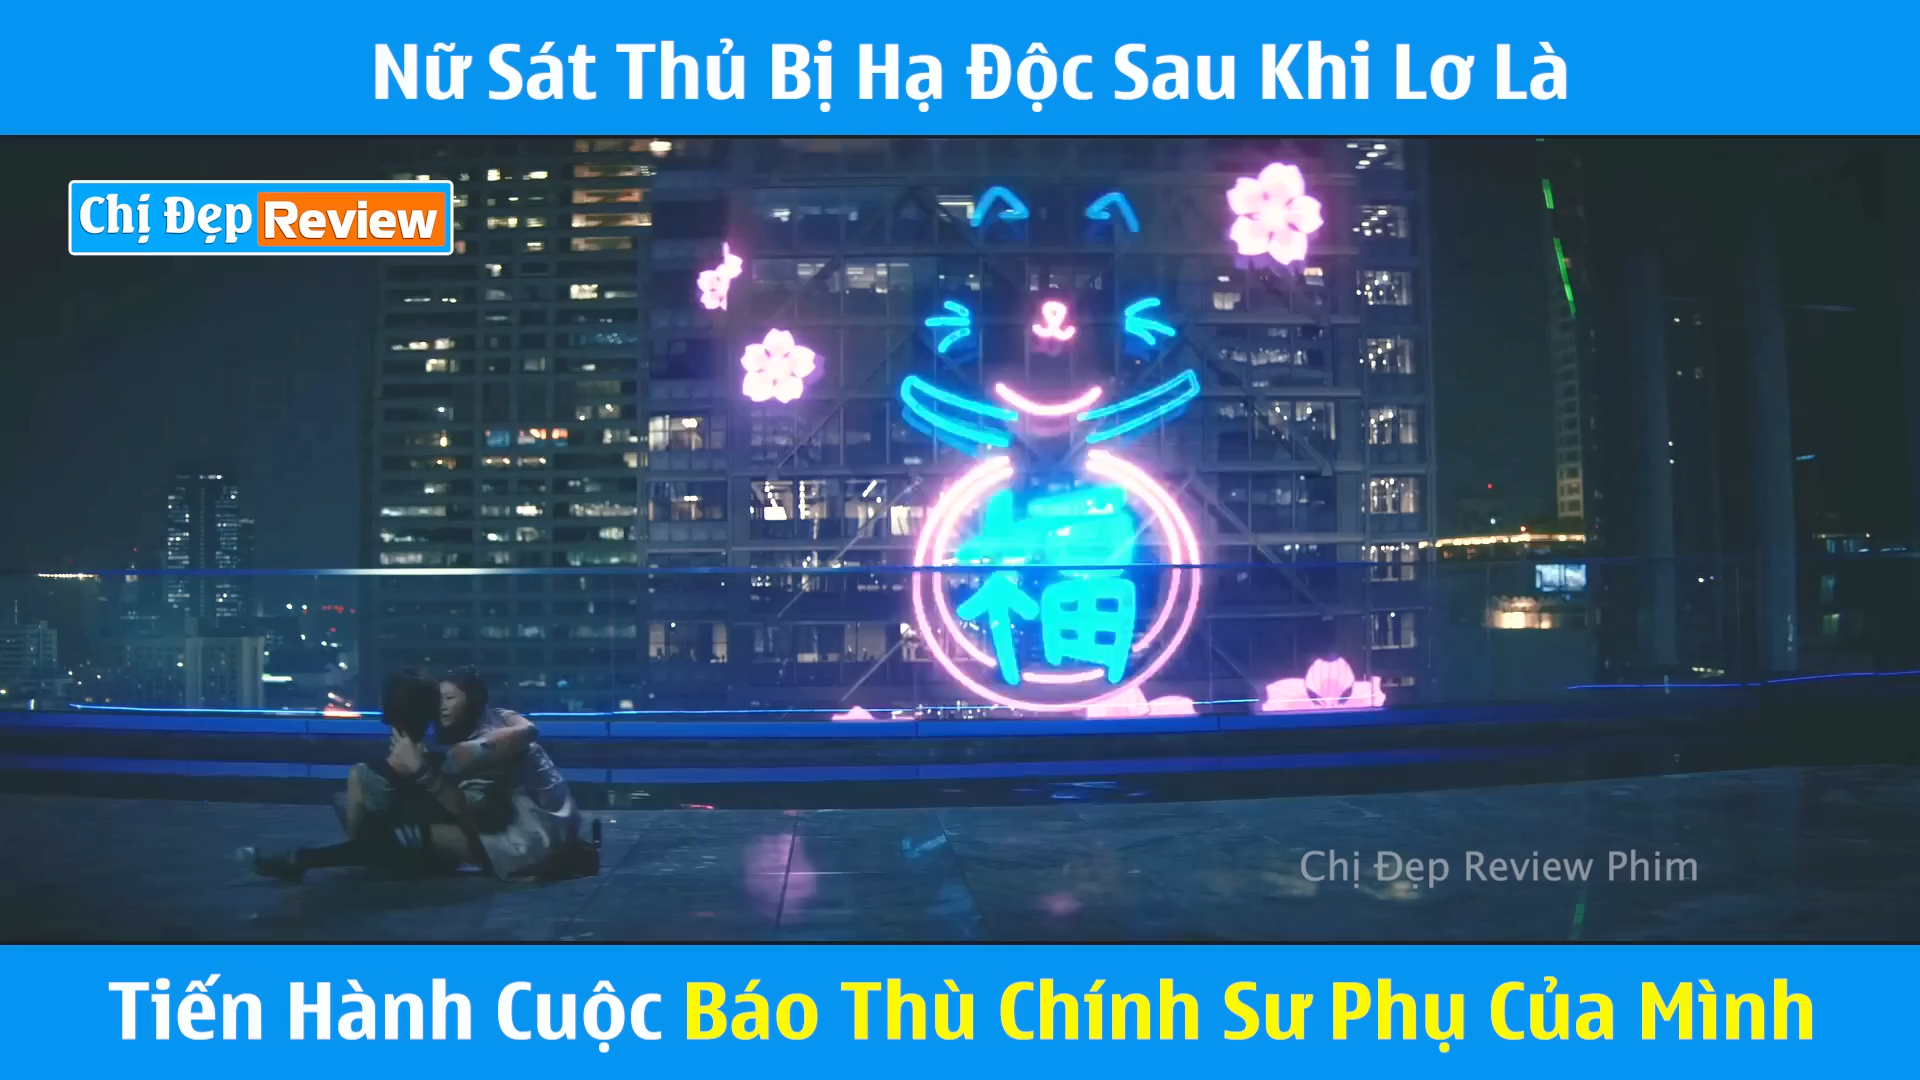 Nữ Sát Thủ Bị Hạ Độc Sau Khi Lơ Là
Chị Đẹp Review
福
Chị Đẹp Review Phim
Tiến Hành Cuộc Báo Thù Chính Sư Phụ Của Mình